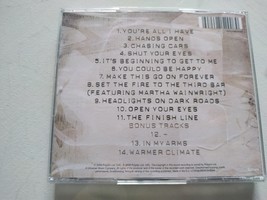 1.YOU'RE ALL I HAVE
2.HANDS OPEN
3.CHASING CARS
4.SHUT YOUR EYES
5.IT'S BEGINNING TO GET TO ME
6.YOU COULD BE HAPPY
7.MAKE THIS GO ON FOREVER
8.SET THE FIRE TO THE THIRD BAR
(FEATURING MARTHA WAINWRIGHT)
9.HEADLIGHTS ON DARK ROADS
10.OPEN YOUR EYES
11.THE FINISH LINE
BONUS TRACKS
12.-
13.IN MY ARMS
14.WARMER CLIMATE